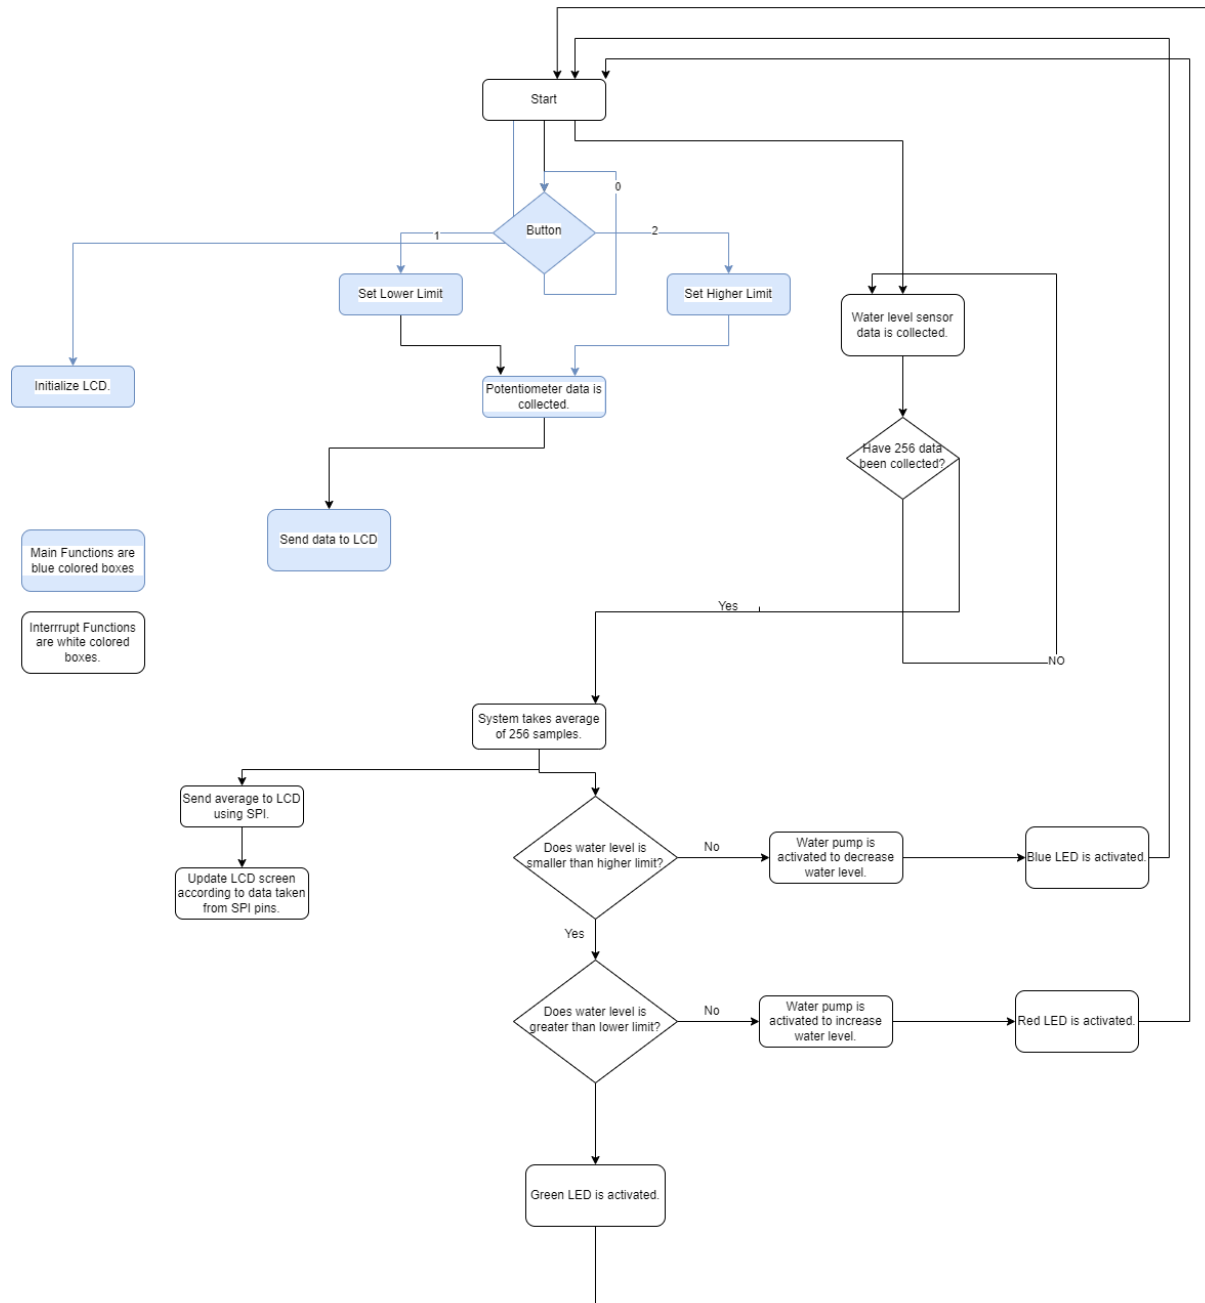 Start
0
Button
1
2
Set Lower Limit
Set Higher Limit
Water level sensor
data is collected.
Initialize LCD.
Potentiometer data is
collected.
Have 256 data
been collected?
Send data to LCD
Main Functions are
blue colored boxes
Yes
Interrrupt Functions
are white colored
boxes.
NO
System takes average
of 256 samples.
Send average to LCD
using SPI.
Does water level is
smaller than higher limit?
No
Water pump is
activated to decrease
water level.
Blue LED is activated.
Update LCD screen
according to data taken
from SPI pins.
Yes
Does water level is
greater than lower limit?
No
Water pump is
activated to increase
water level.
Red LED is activated.
Green LED is activated.